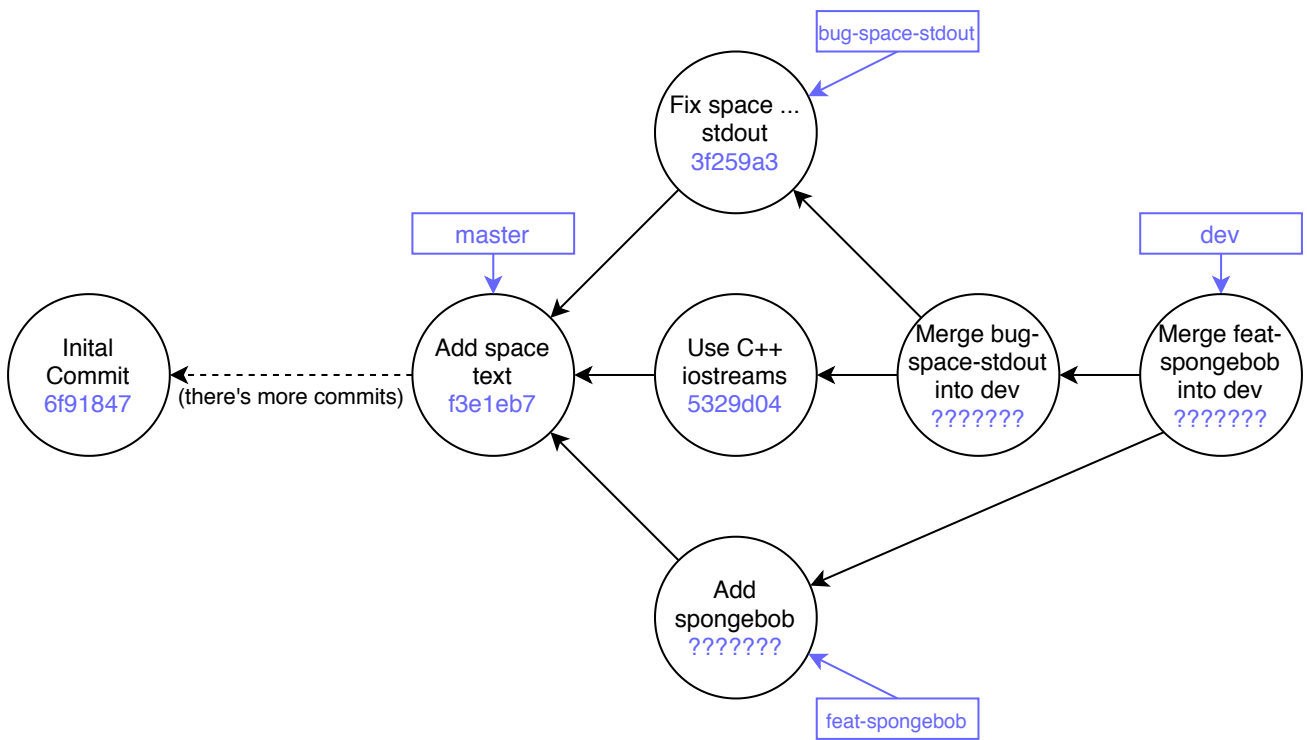 bug-space-stdout
Fix space ...
stdout
3f259a3
master
dev
Inital
Commit
6f91847
(there's more commits)
Add space
text
f3e1eb7
Use C++
iostreams
5329d04
Merge bug-
space-stdout
into dev
???????
Merge feat-
spongebob
into dev
???????
Add
spongebob
???????
feat-spongebob